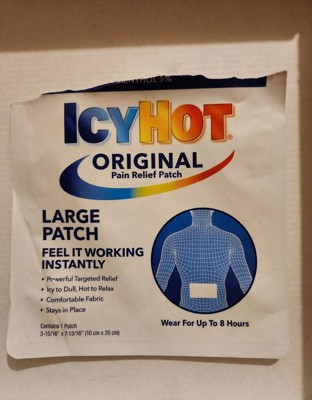 MENTHOL 5%
ICYHOT®
ORIGINAL
Pain Relief Patch
LARGE
PATCH
FEEL IT WORKING
INSTANTLY
• Powerful Targeted Relief
• Icy to Dull, Hot to Relax
• Comfortable Fabric
• Stays in Place
Contains 1 Patch
3-15/16" x 7-13/16" (10 cm x 20 cm)
Wear For Up To 8 Hours